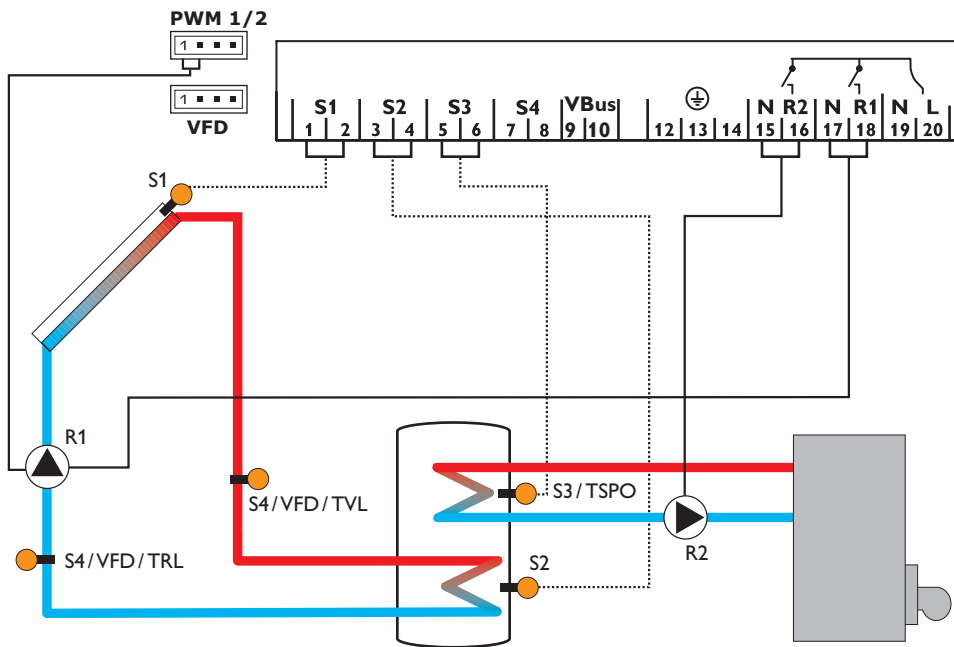 PWM 1/2
1
1
VFD
S1 S2 S3 S4 VBus N R2 N R1 N L
1 2 3 4 5 6 7 8 9 10 12 13 14 15 16 17 18 19 20
S1
R1
S4/VFD/TVL
S3/TSPO
R2
S4/VFD/TRL
S2